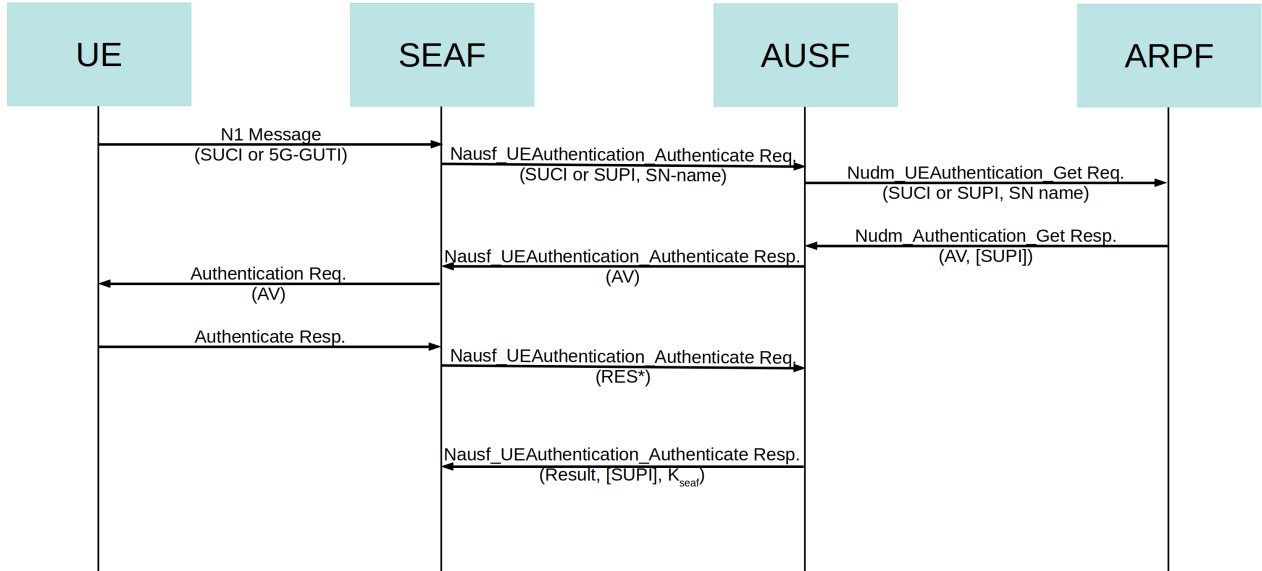 UE
SEAF
AUSF
ARPF
N1 Message
(SUCI or 5G-GUTI)
Nausf_UEAuthentication_Authenticate Req.
(SUCI or SUPI, SN-name)
Nudm_UEAuthentication_Get Req.
(SUCI or SUPI, SN name)
Nudm_Authentication_Get Resp.
(AV, [SUPI])
Nausf_UEAuthentication_Authenticate Resp.
(AV)
Authentication Req.
(AV)
Authenticate Resp.
Nausf_UEAuthentication_Authenticate Req.
(RES*)
Nausf_UEAuthentication_Authenticate Resp.
(Result, [SUPI], Kseaf)